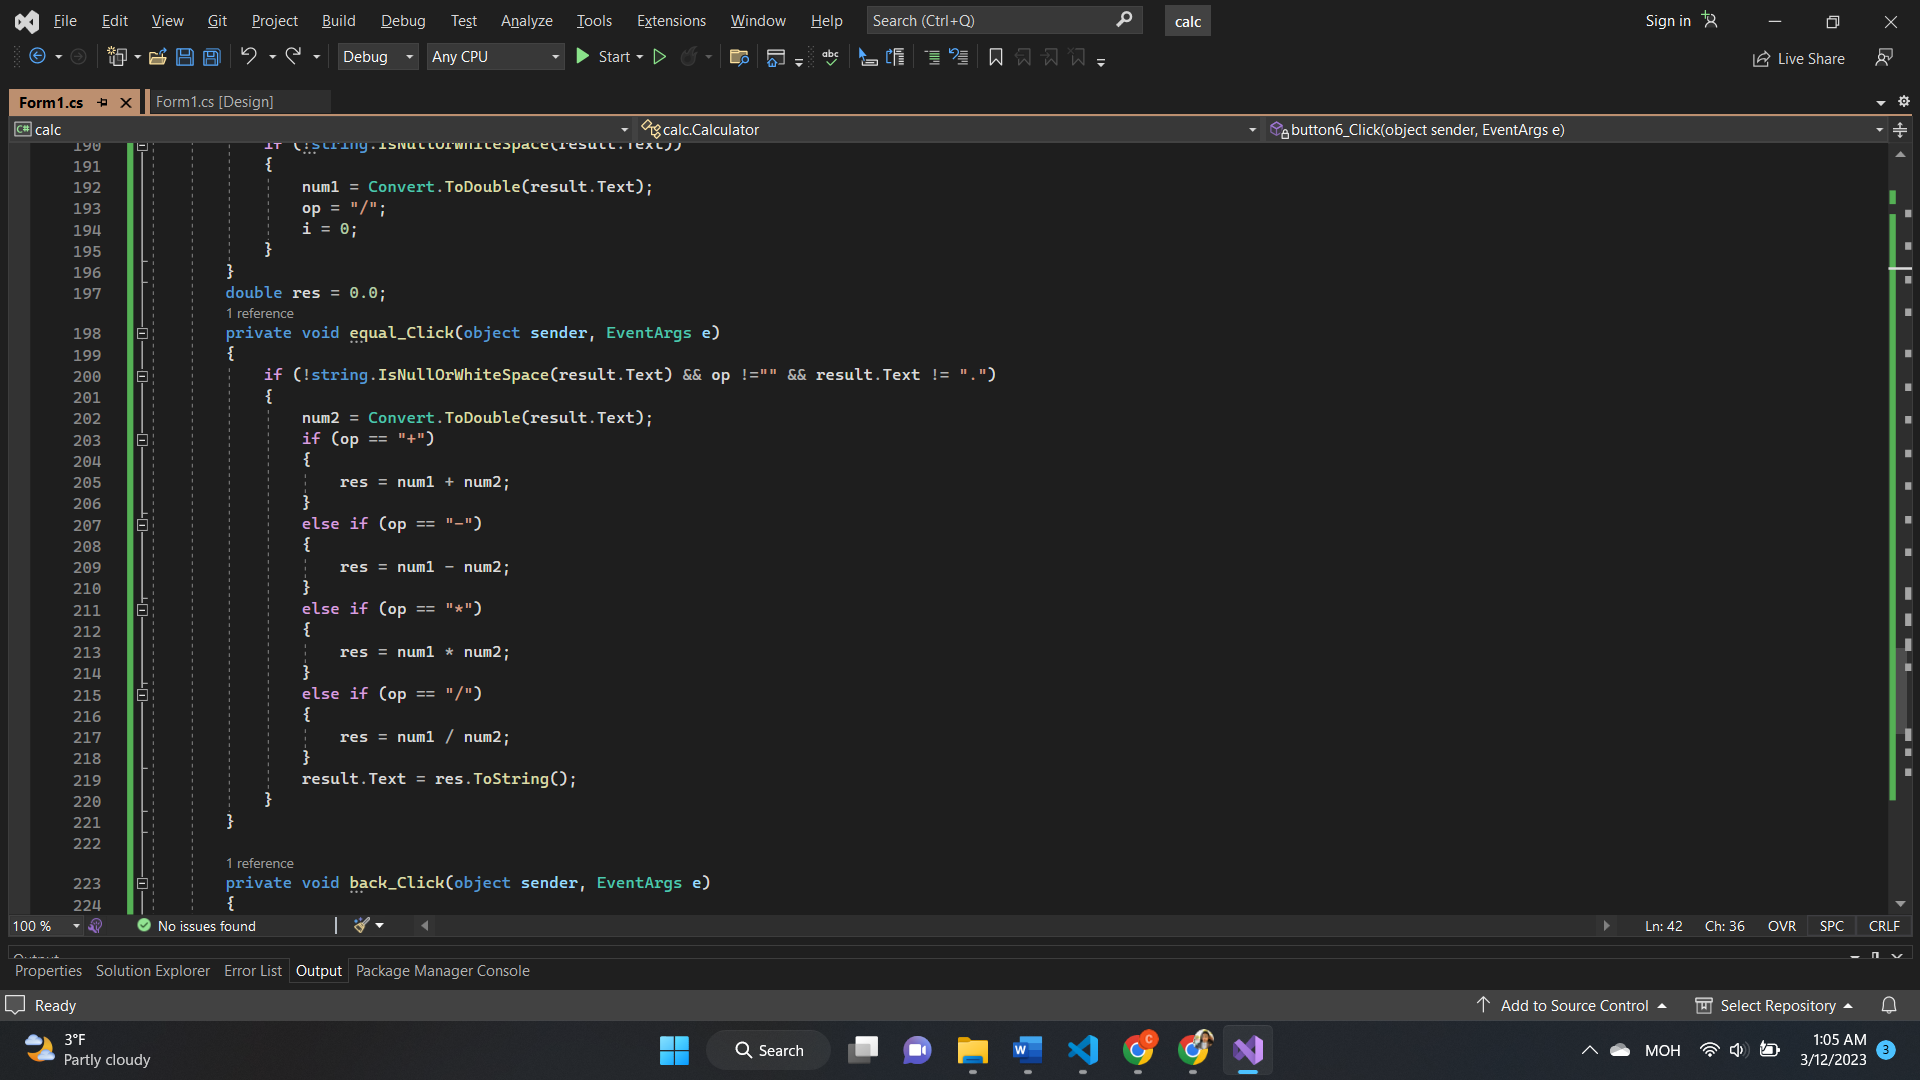 File Edit View Git Project Build Debug Test Analyze Tools Extensions Window Help Search (Ctrl+Q) calc Sign in
Debug Any CPU Start abc Live Share
Form1.cs Form1.cs [Design]
C# calc calc.Calculator button6_Click(object sender, EventArgs e)
190 if (!string.IsNullOrWhiteSpace(result.Text))
191 {
192 num1 = Convert.ToDouble(result.Text);
193 op = "/";
194 i = 0;
195 }
196 }
197 double res = 0.0;
1 reference
198 private void equal_Click(object sender, EventArgs e)
199 {
200 if (!string.IsNullOrWhiteSpace(result.Text) && op !="" && result.Text != ".")
201 {
202 num2 = Convert.ToDouble(result.Text);
203 if (op == "+")
204 {
205 res = num1 + num2;
206 }
207 else if (op == "-")
208 {
209 res = num1 - num2;
210 }
211 else if (op == "*")
212 {
213 res = num1 * num2;
214 }
215 else if (op == "/")
216 {
217 res = num1 / num2;
218 }
219 result.Text = res.ToString();
220 }
221 }
222
1 reference
223 private void back_Click(object sender, EventArgs e)
224 {
100 % No issues found Ln: 42 Ch: 36 OVR SPC CRLF
Output
Properties Solution Explorer Error List Output Package Manager Console
Ready Add to Source Control Select Repository
3°F
Partly cloudy
Search
MOH
1:05 AM
3/12/2023
3